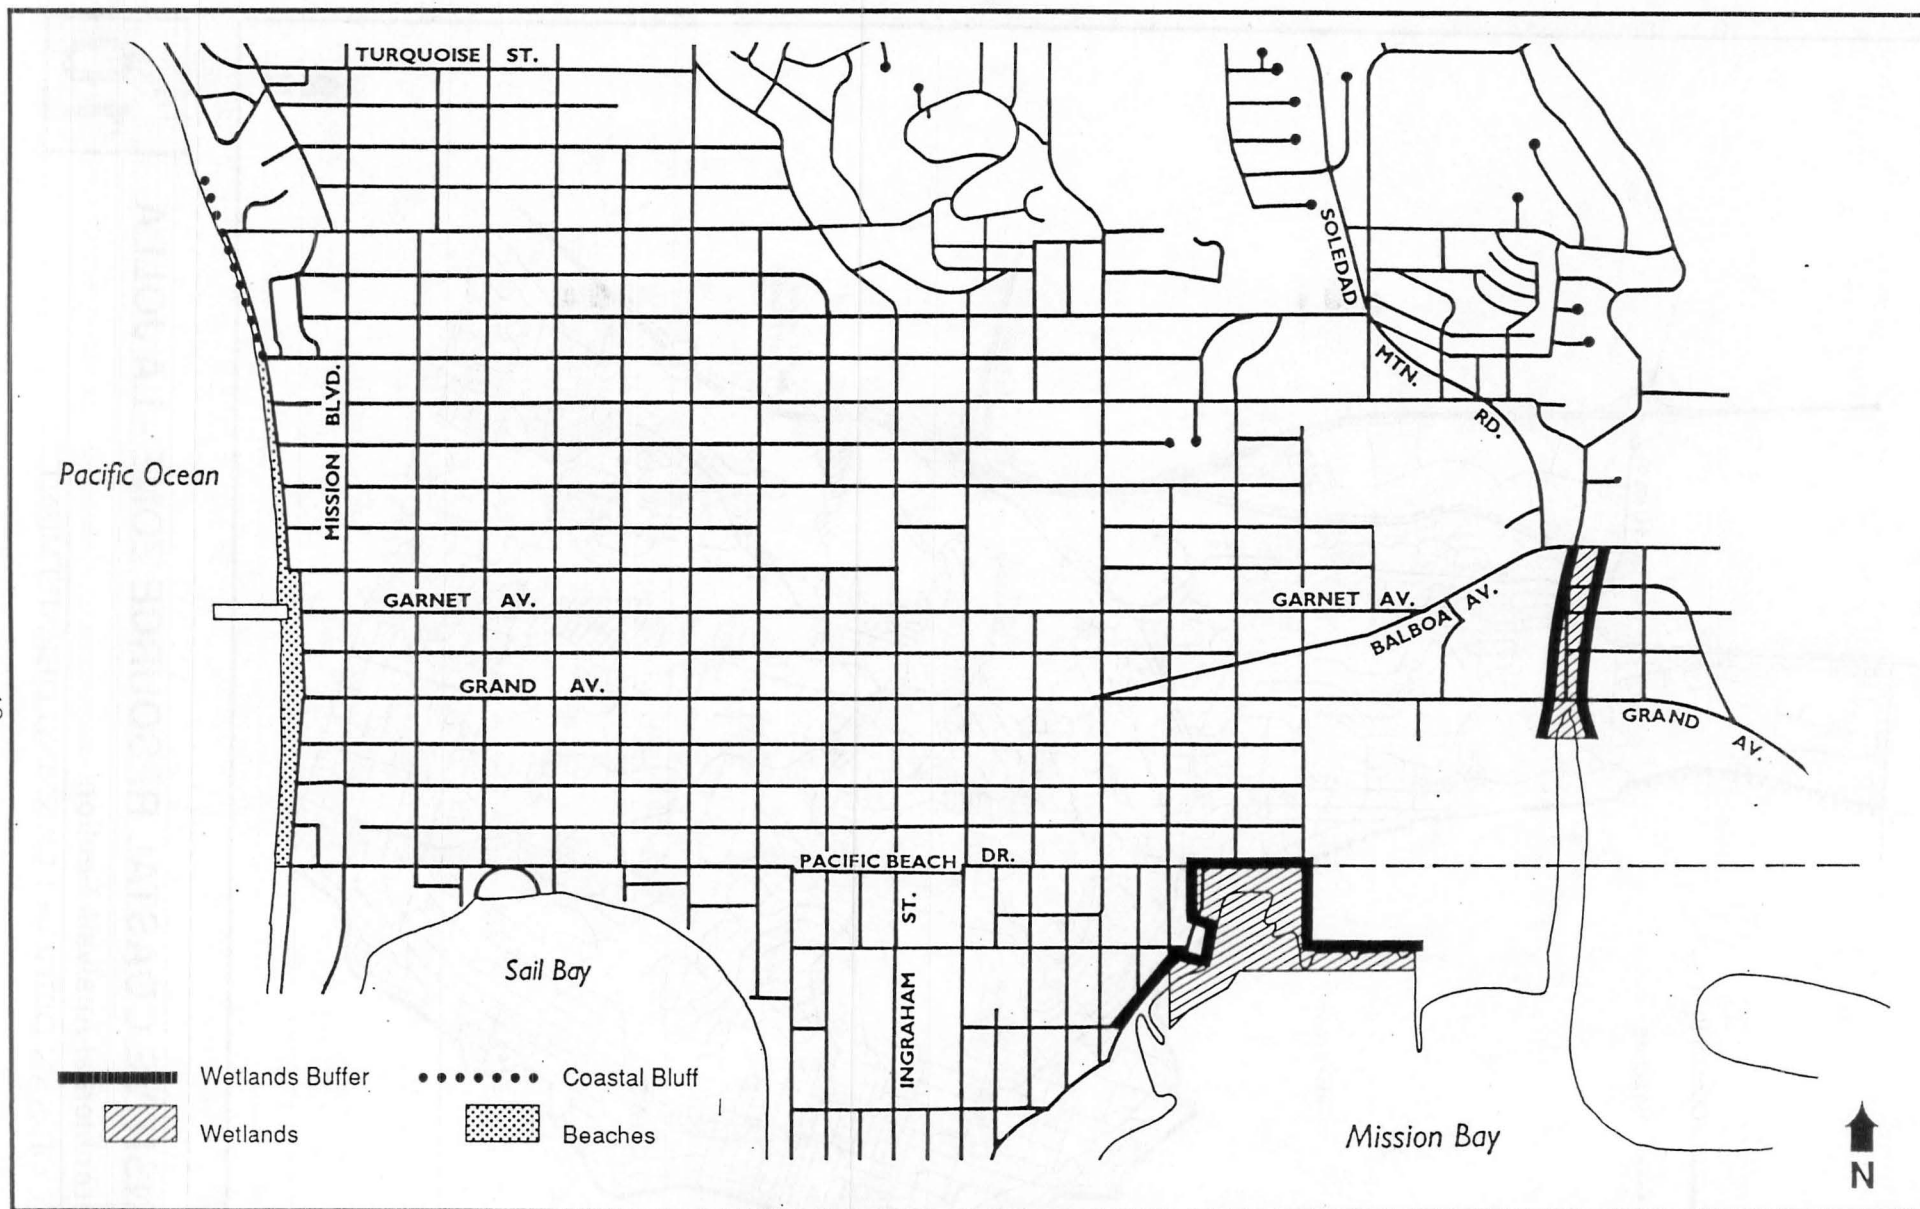 TURQUOISE ST.
SOLEDAD
MTN.
RD.
MISSION BLVD.
Pacific Ocean
GARNET AV.
GARNET AV.
BALBOA AV.
GRAND AV.
GRAND AV.
PACIFIC BEACH DR.
INGRAHAM ST.
Sail Bay
Mission Bay
Wetlands Buffer
Coastal Bluff
Wetlands
Beaches
N